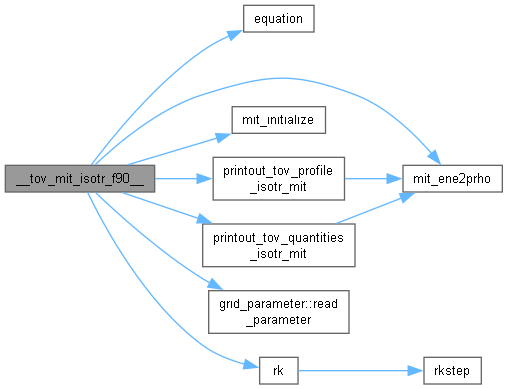 equation
mit_initialize
__tov_mit_isotr_f90__
printout_tov_profile
_isotr_mit
mit_ene2prho
printout_tov_quantities
_isotr_mit
grid_parameter::read
_parameter
rk
rkstep